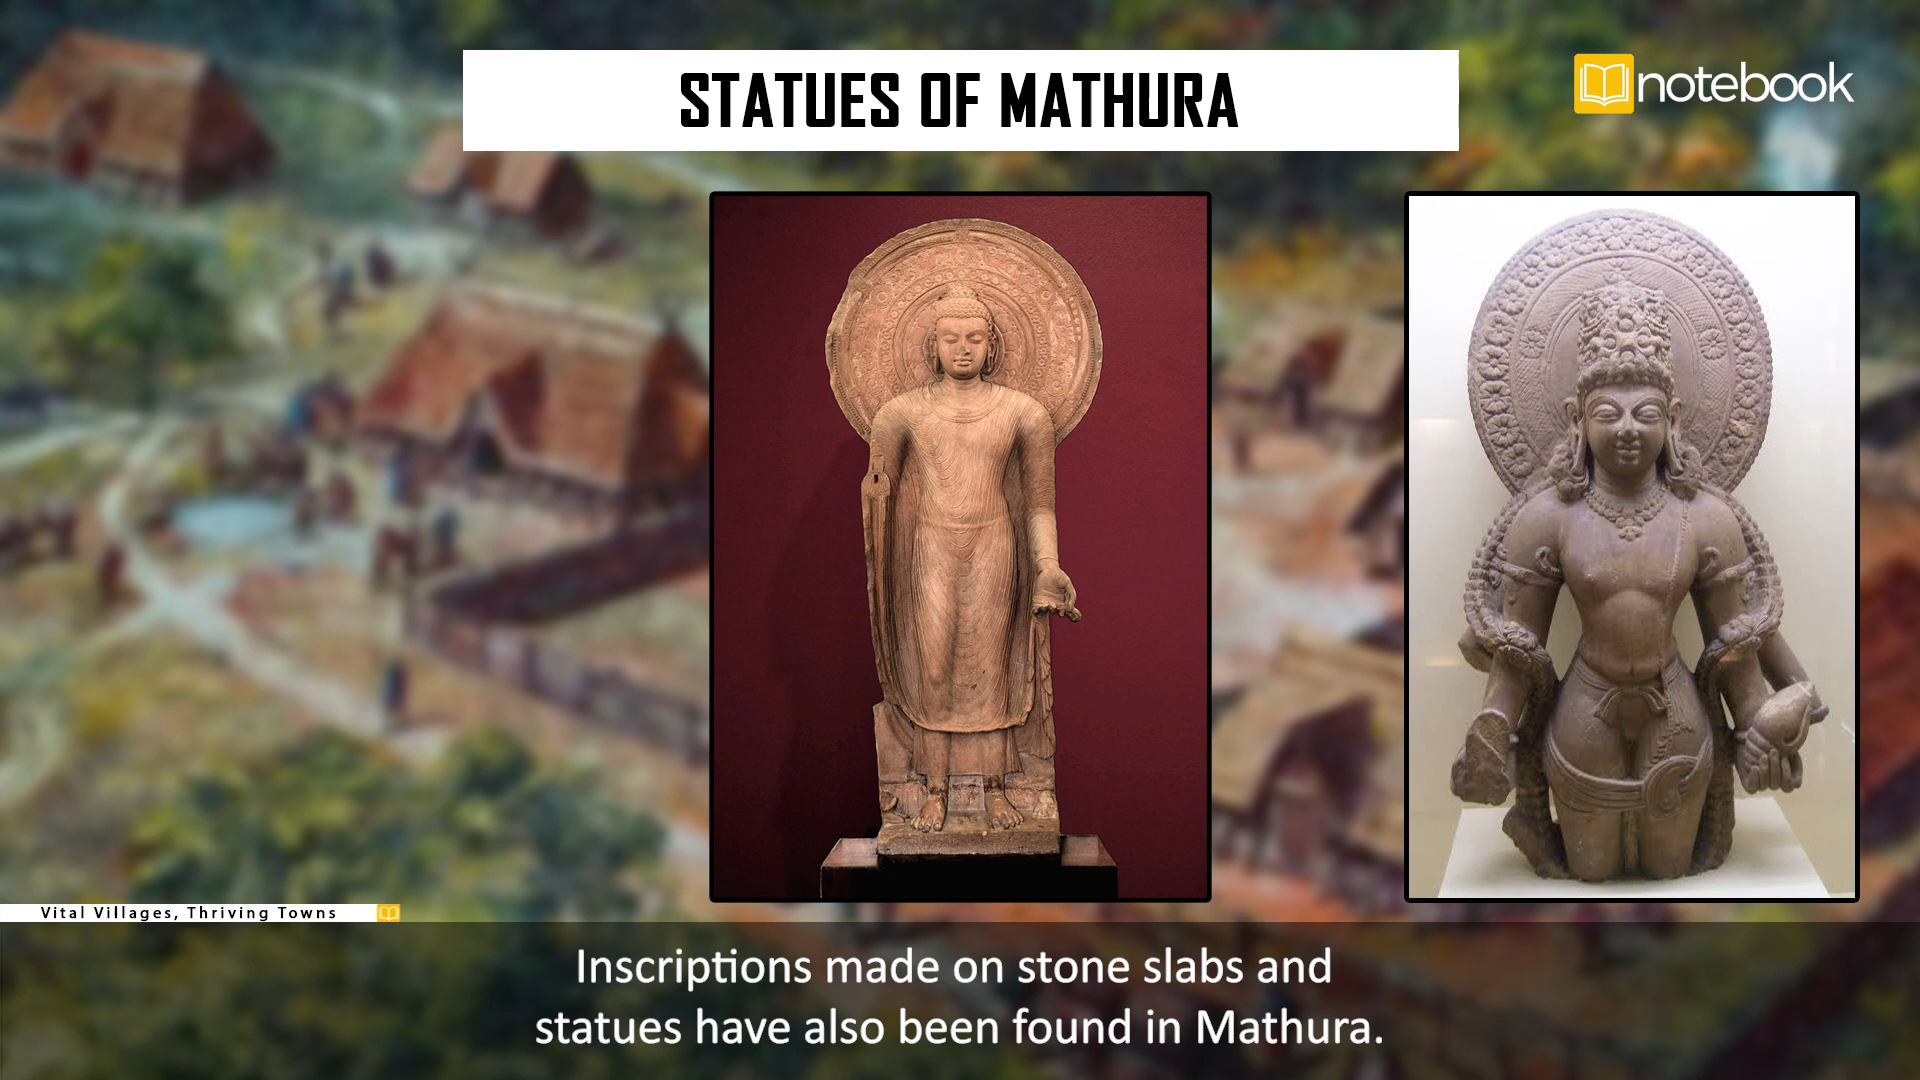 STATUES OF MATHURA
notebook
Vital Villages, Thriving Towns
Inscriptions made on stone slabs and
statues have also been found in Mathura.